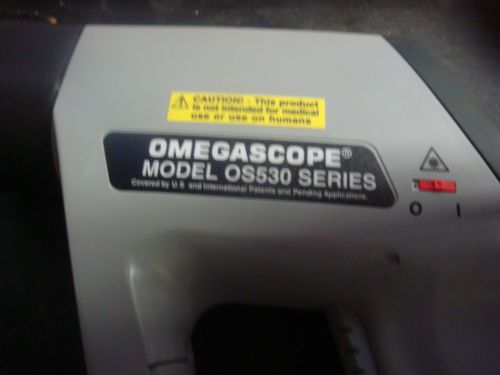 CAUTION! - This product
is not intended for medical
use or use on humans
OMEGASCOPE®
MODEL OS530 SERIES
Covered by U.S. and International Patents and Pending Applications.
O I